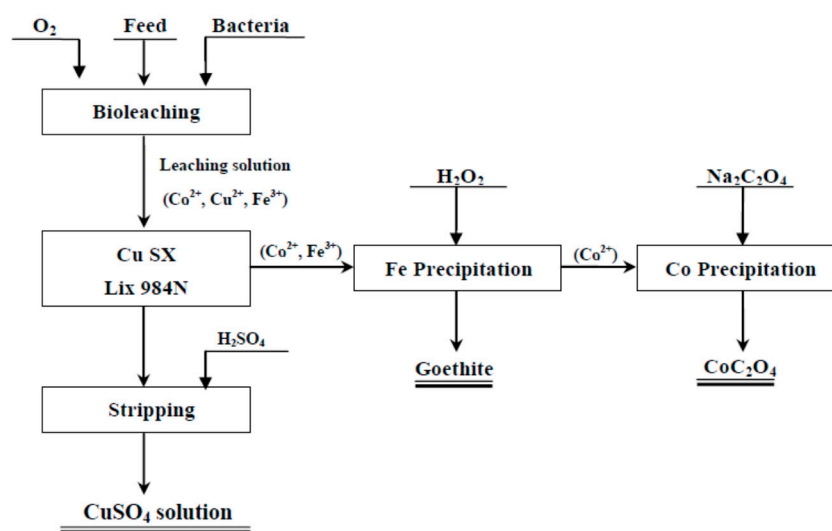 O₂ Feed Bacteria
Bioleaching
Leaching solution
(Co²⁺, Cu²⁺, Fe³⁺)
H₂O₂ Na₂C₂O₄
Cu SX
Lix 984N
(Co²⁺, Fe³⁺)
Fe Precipitation
(Co²⁺)
Co Precipitation
H₂SO₄
Goethite CoC₂O₄
Stripping
CuSO₄ solution